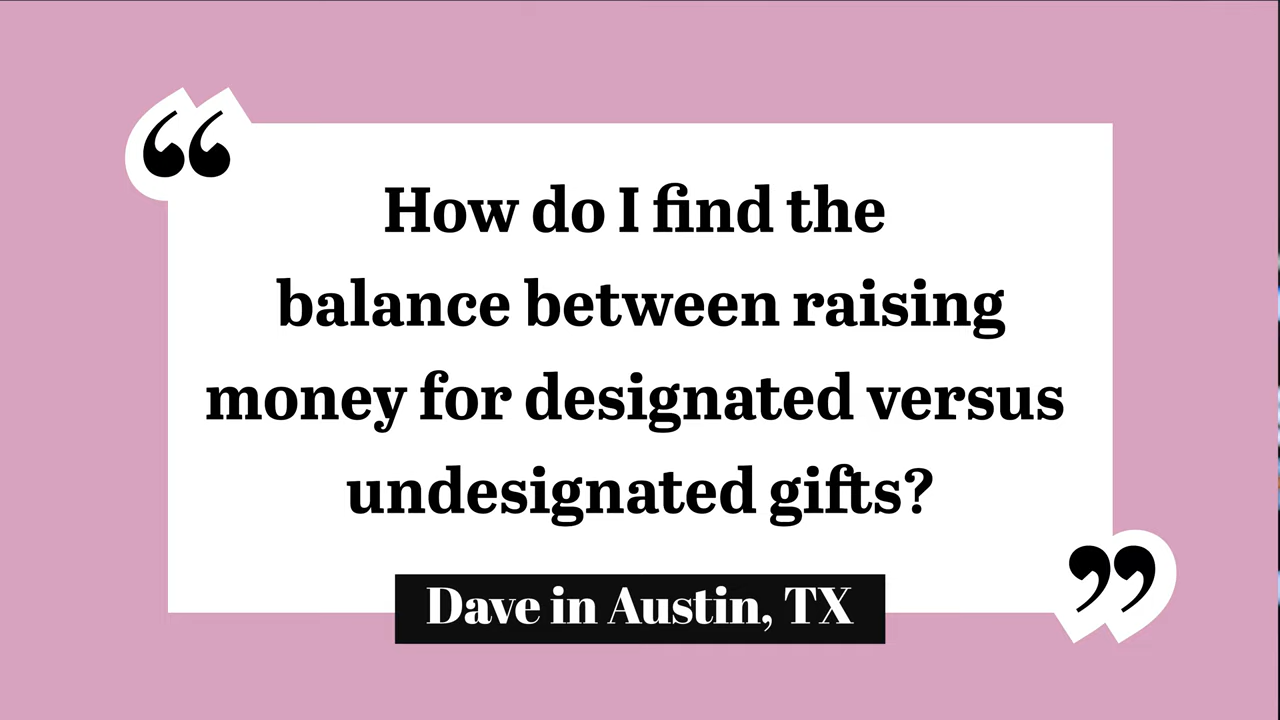 “
How do I find the
balance between raising
money for designated versus
undesignated gifts?
”
Dave in Austin, TX